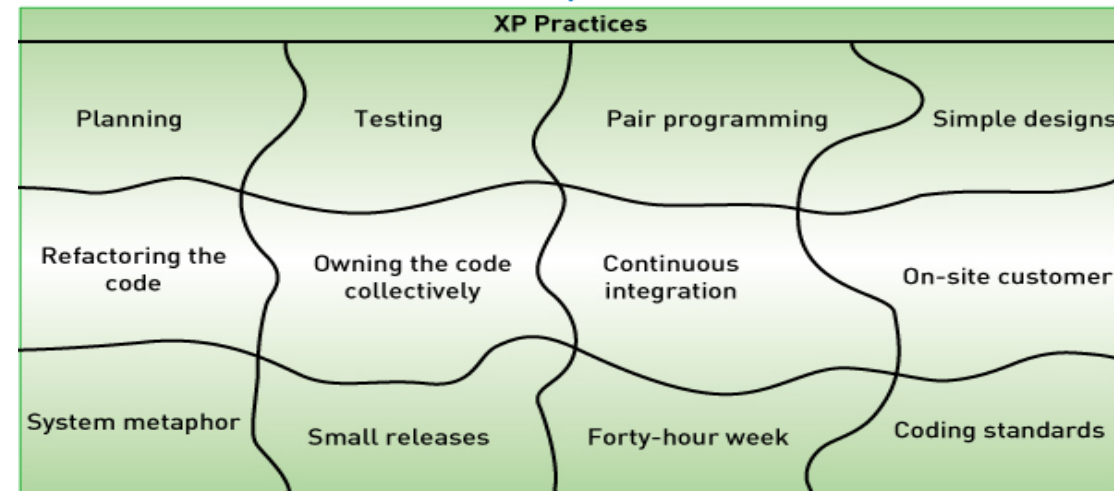 XP Practices
Planning
Testing
Pair programming
Simple designs
Refactoring the
code
Owning the code
collectively
Continuous
integration
On-site customer
System metaphor
Small releases
Forty-hour week
Coding standards